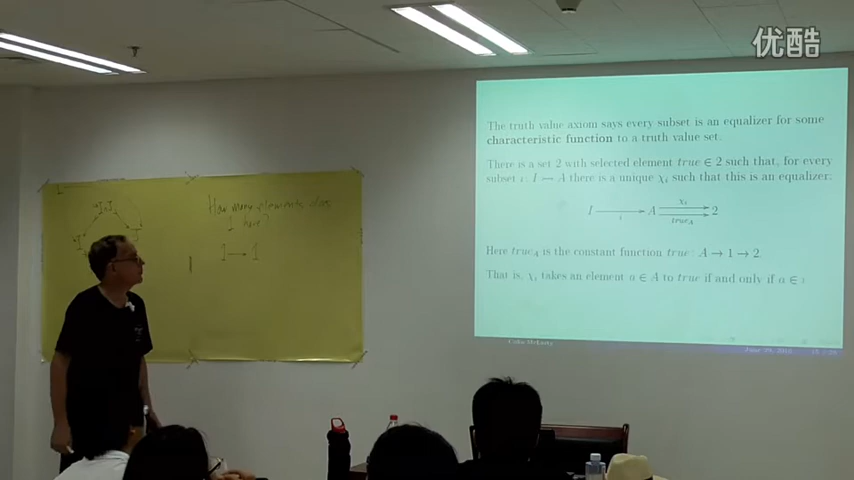 优酷
The truth value axiom says every subset is an equalizer for some
characteristic function to a truth value set.
There is a set 2 with selected element true ∈ 2 such that, for every
subset i: I ↣ A there is a unique χᵢ such that this is an equalizer:
χᵢ
I → A ⇉ 2
i true_A
Here true_A is the constant function true: A → 1 → 2.
That is, χᵢ takes an element a ∈ A to true if and only if a ∈ i
How many elements does
1 have?
1 → 1